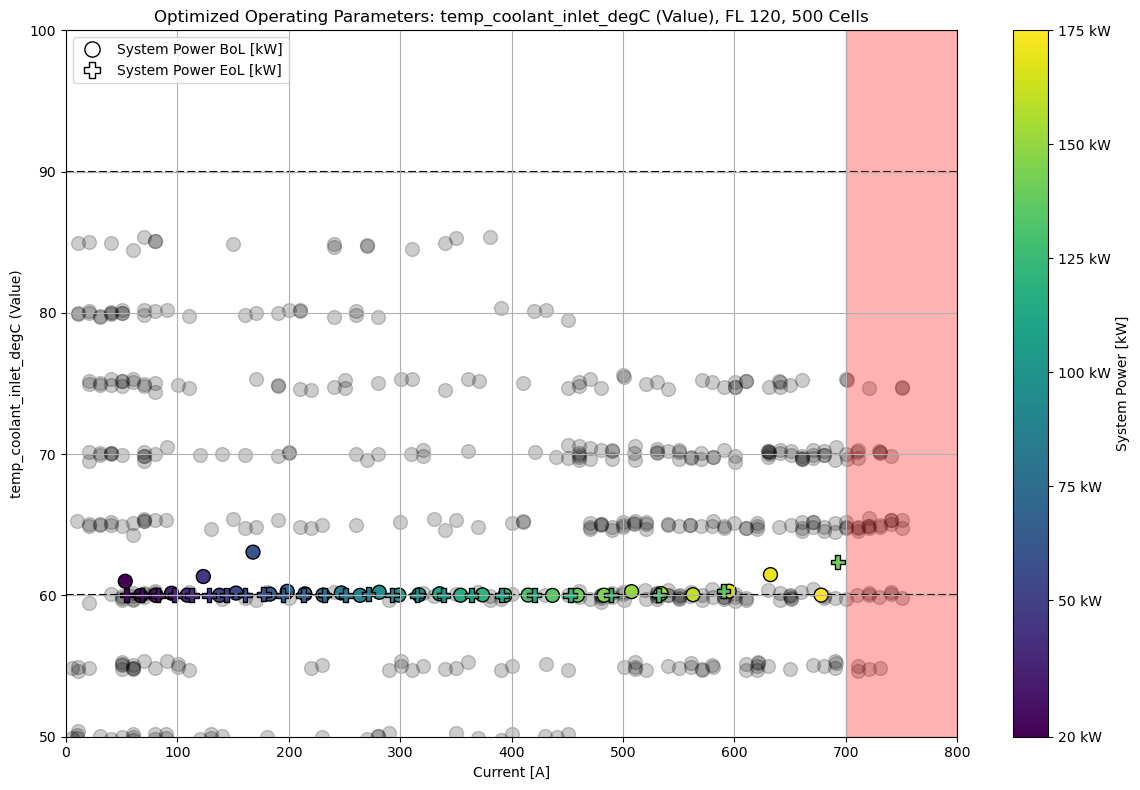 Optimized Operating Parameters: temp_coolant_inlet_degC (Value), FL 120, 500 Cells
System Power BoL [kW]
System Power EoL [kW]
temp_coolant_inlet_degC (Value)
100
90
80
70
60
50
0
100
200
300
400
500
600
700
800
Current [A]
175 kW
150 kW
125 kW
100 kW
75 kW
50 kW
20 kW
System Power [kW]